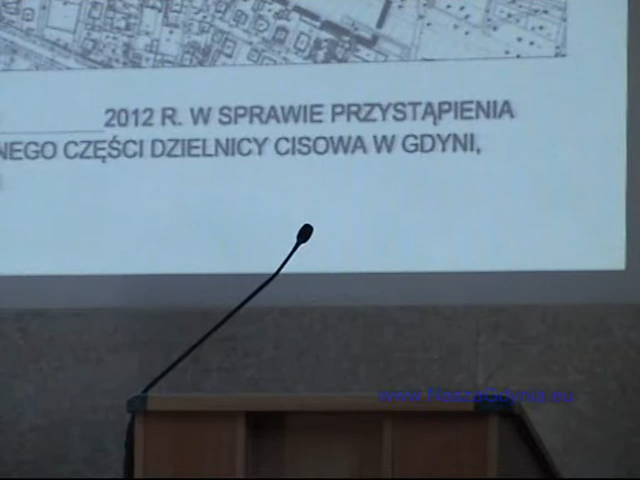 2012 R. W SPRAWIE PRZYSTĄPIENIA
NEGO CZĘŚCI DZIELNICY CISOWA W GDYNI,
www.NaszaGdynia.eu